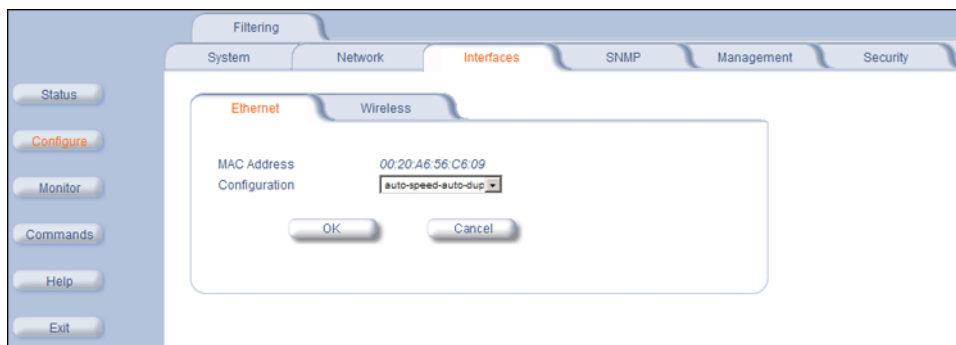 Filtering
System Network Interfaces SNMP Management Security
Status
Configure
Monitor
Commands
Help
Exit
Ethernet Wireless
MAC Address 00:20:A6:56:C6:09
Configuration auto-speed-auto-dup
OK Cancel